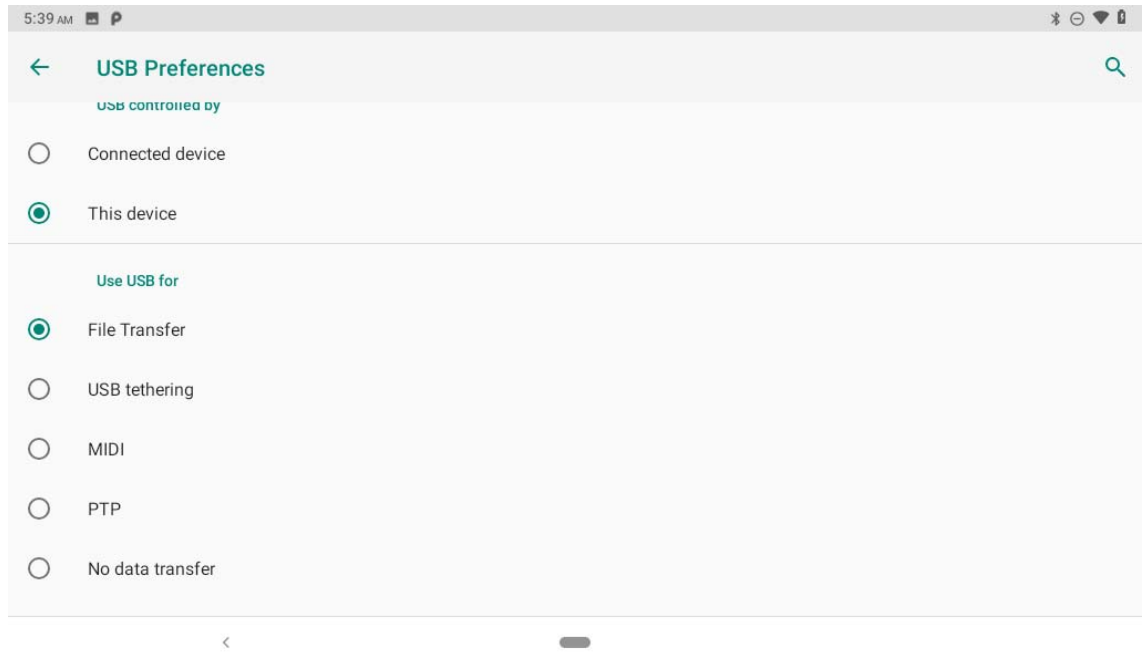 5:39 AM
USB Preferences
USB controlled by
Connected device
This device
Use USB for
File Transfer
USB tethering
MIDI
PTP
No data transfer